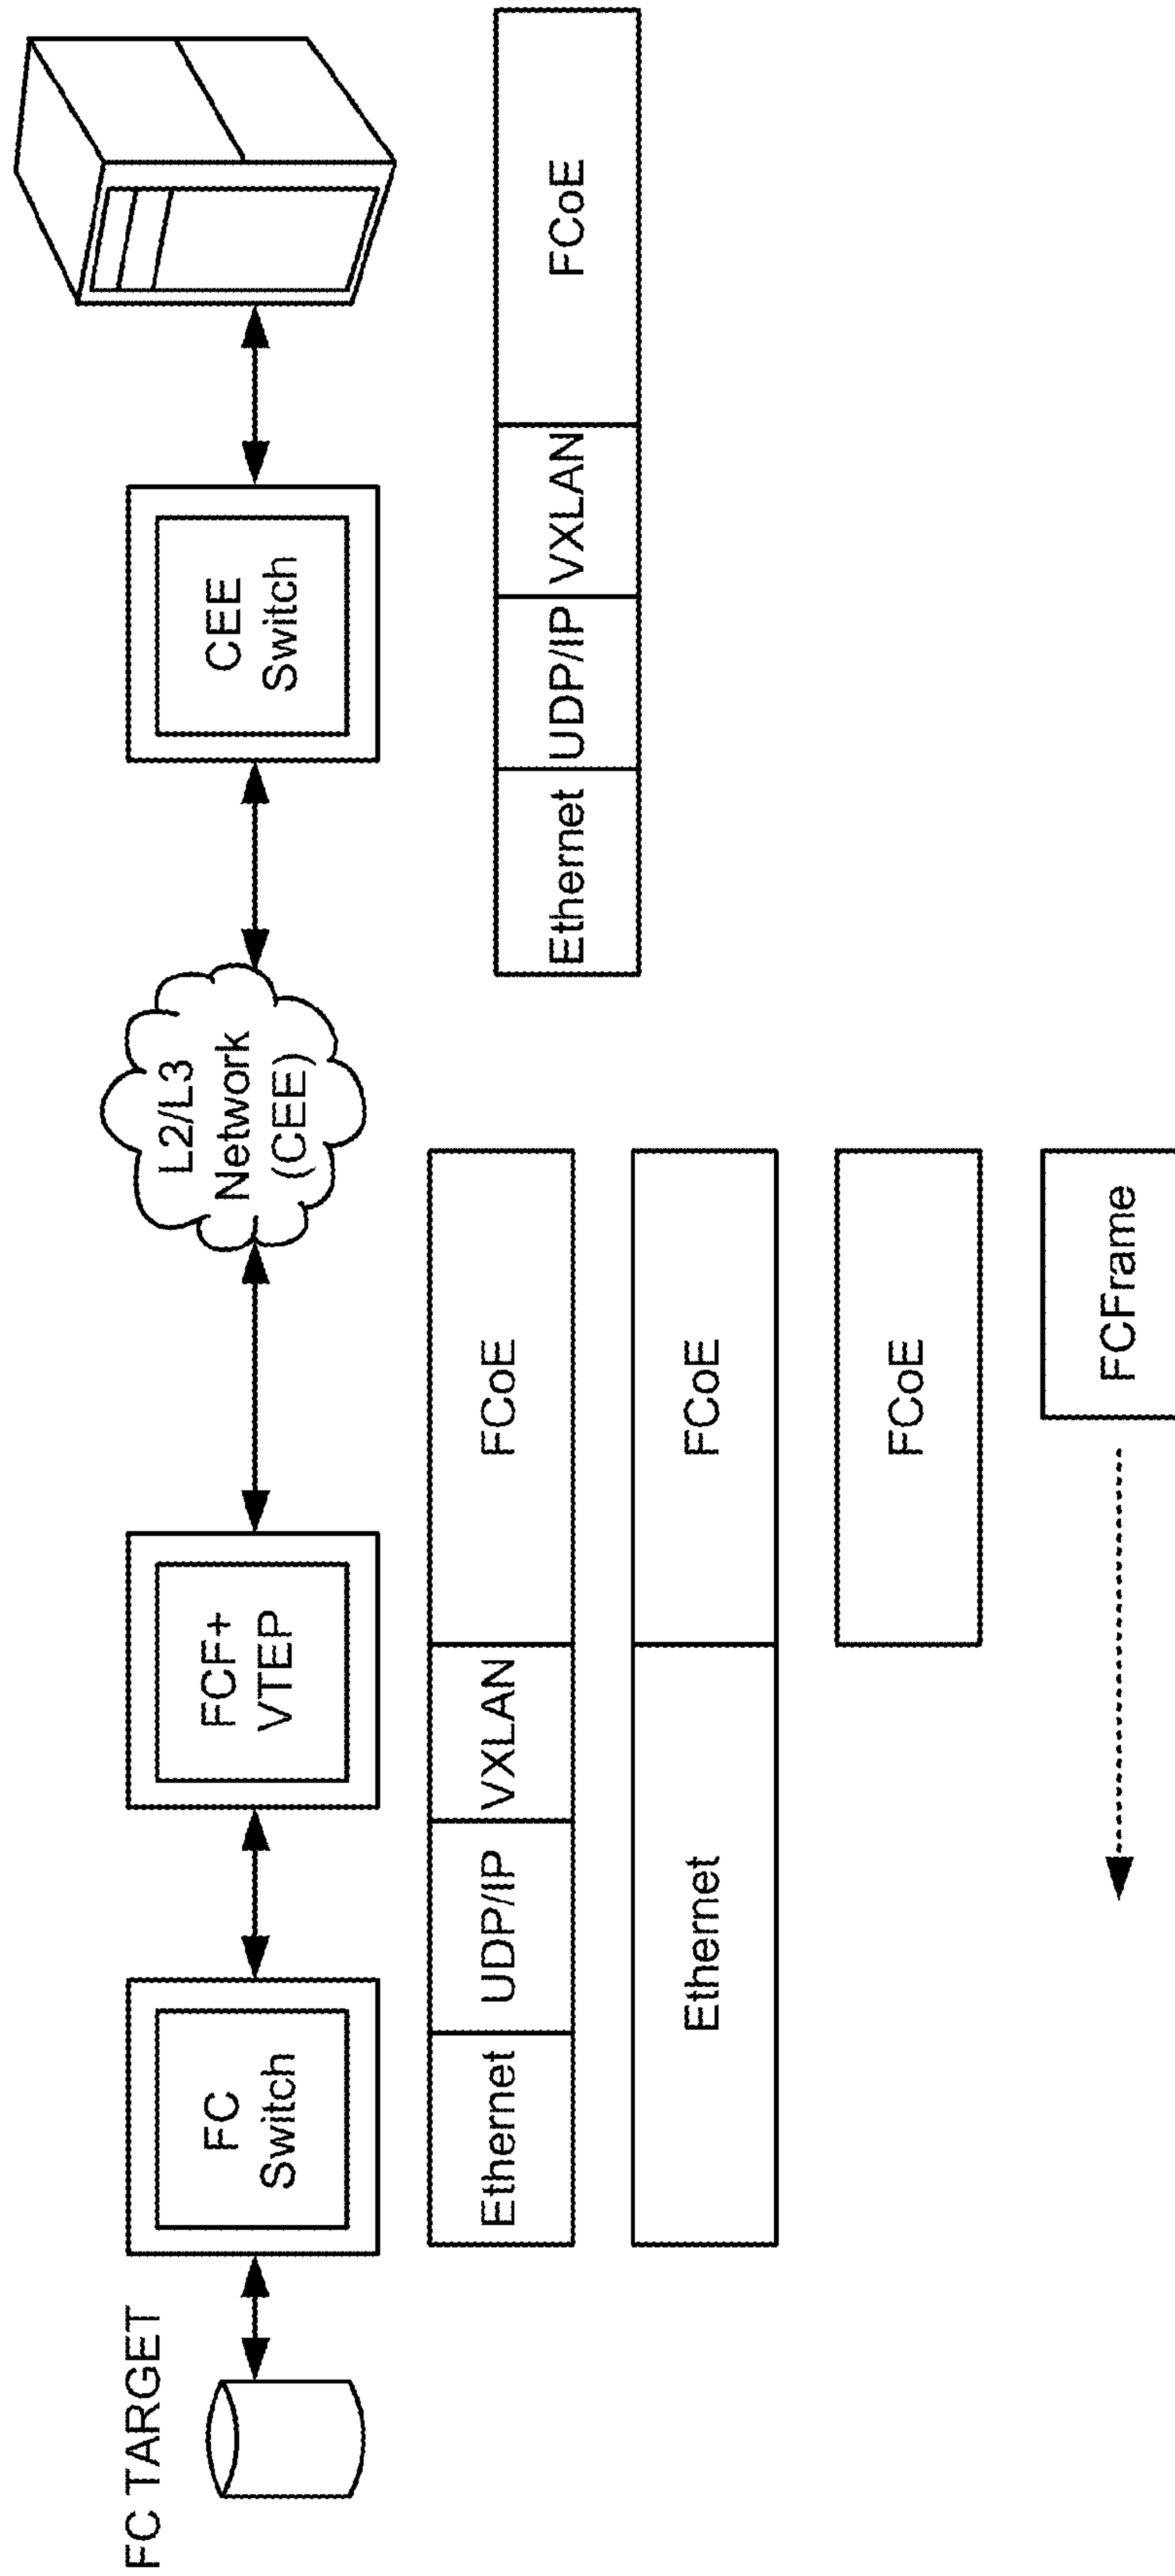 FC TARGET
FC
Switch
FCF+
VTEP
L2/L3
Network
(CEE)
CEE
Switch
Ethernet
UDP/IP
VXLAN
FCoE
Ethernet
UDP/IP
VXLAN
FCoE
Ethernet
FCoE
FCoE
FCFrame